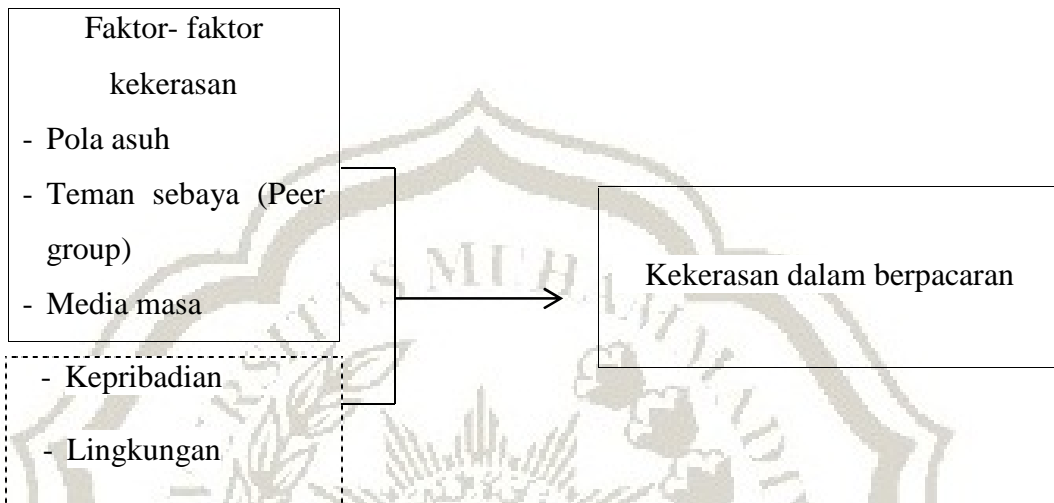 Faktor- faktor
kekerasan
- Pola asuh
- Teman sebaya (Peer
group)
- Media masa
- Kepribadian
- Lingkungan
Kekerasan dalam berpacaran